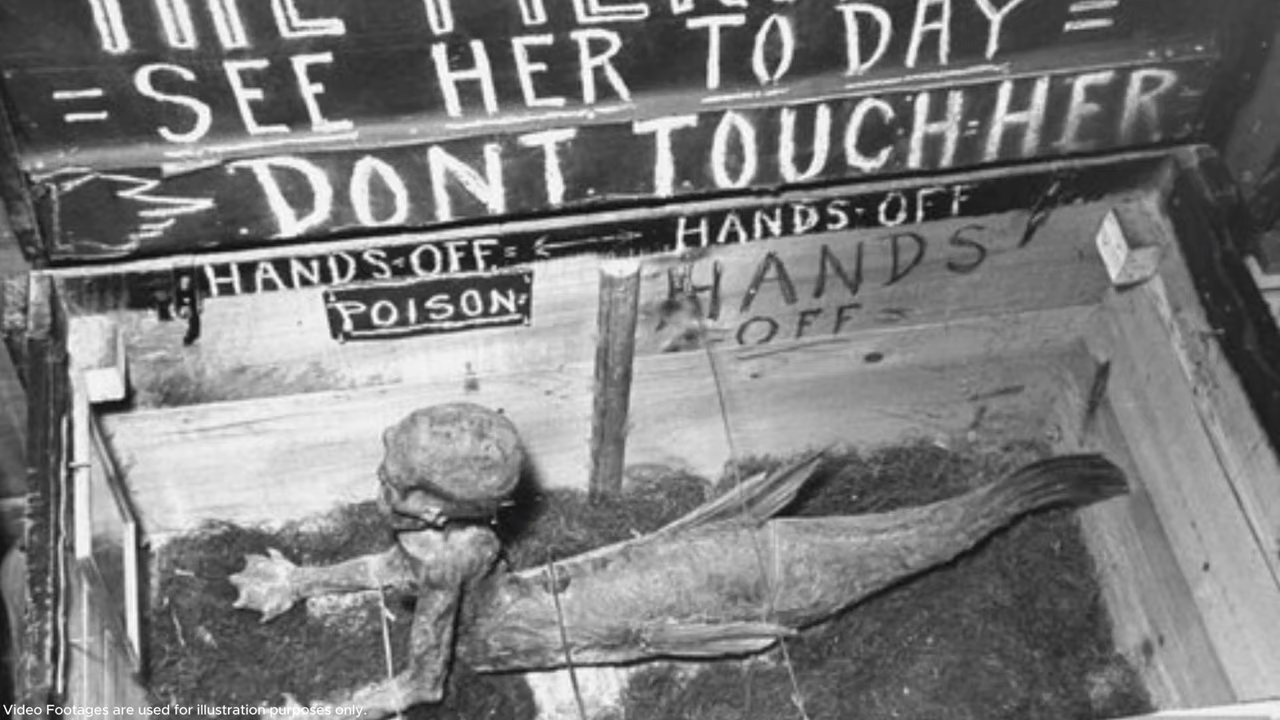 THE
=SEE HER TO DAY=
DONT TOUCH-HER-
HANDS-OFF= HANDS-OFF
POISON-
HANDS
-OFF=
Video Footages are used for illustration purposes only.